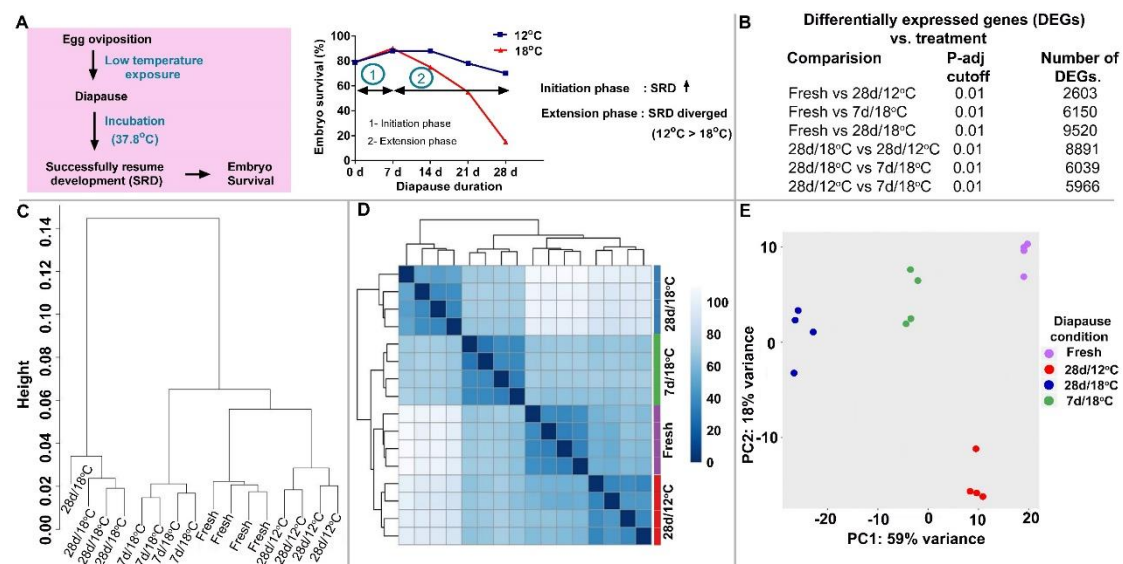 A
Egg oviposition
Low temperature
exposure
Diapause
Incubation
(37.8°C)
Successfully resume
development (SRD)
Embryo
Survival
Embryo survival (%)
100
80
60
40
20
0
0 d
7 d
14 d
21 d
28 d
Diapause duration
12°C
18°C
1
2
1- Initiation phase
2- Extension phase
Initiation phase : SRD
Extension phase : SRD diverged
(12°C > 18°C)
B
Differentially expressed genes (DEGs)
vs. treatment
Comparision P-adj cutoff Number of DEGs.
Fresh vs 28d/12°C 0.01 2603
Fresh vs 7d/18°C 0.01 6150
Fresh vs 28d/18°C 0.01 9520
28d/18°C vs 28d/12°C 0.01 8891
28d/18°C vs 7d/18°C 0.01 6039
28d/12°C vs 7d/18°C 0.01 5966
C
Height
0.14
0.12
0.10
0.08
0.06
0.04
0.02
0.00
28d/18°C
28d/18°C
28d/18°C
28d/18°C
7d/18°C
7d/18°C
7d/18°C
7d/18°C
Fresh
Fresh
Fresh
Fresh
28d/12°C
28d/12°C
28d/12°C
28d/12°C
D
28d/18°C
7d/18°C
Fresh
28d/12°C
100
80
60
40
20
0
E
PC2: 18% variance
10
0
-10
-20
-10
0
10
20
PC1: 59% variance
Diapause
condition
Fresh
28d/12°C
28d/18°C
7d/18°C